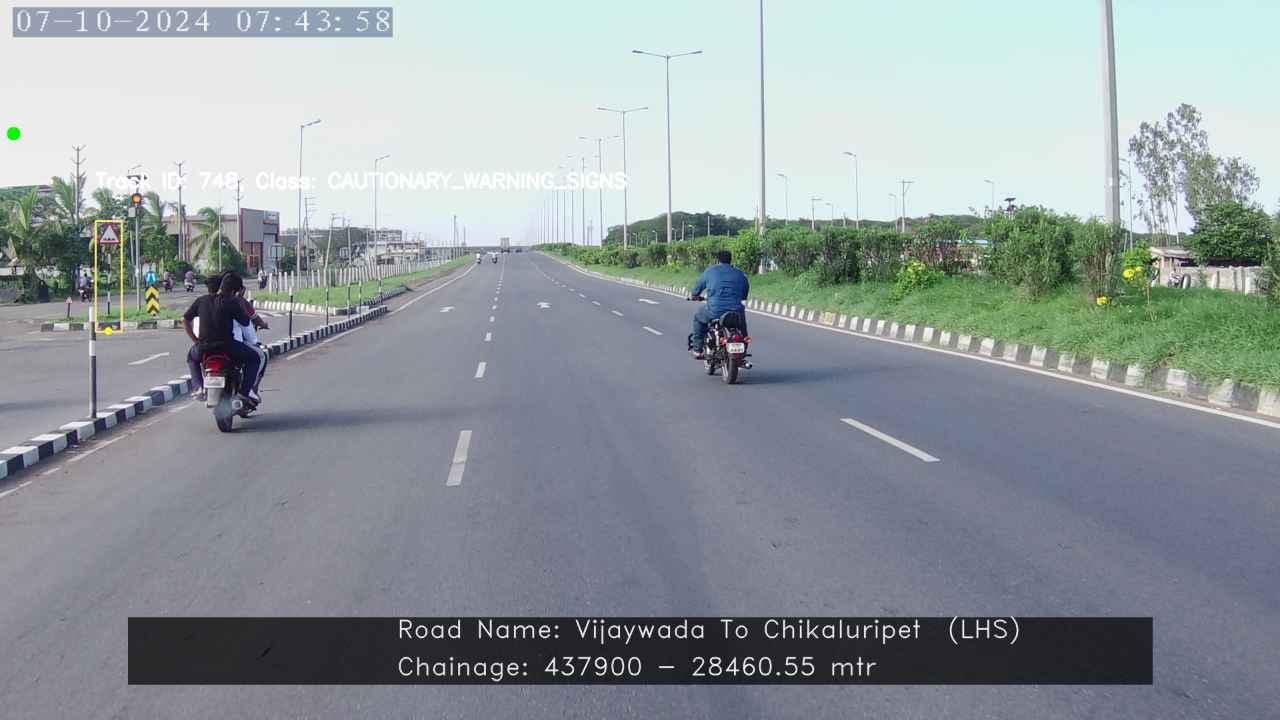 07-10-2024 07:43:58
Track ID: 748, Class: CAUTIONARY_WARNING_SIGNS
Road Name: Vijaywada To Chikaluripet (LHS)
Chainage: 437900 - 28460.55 mtr